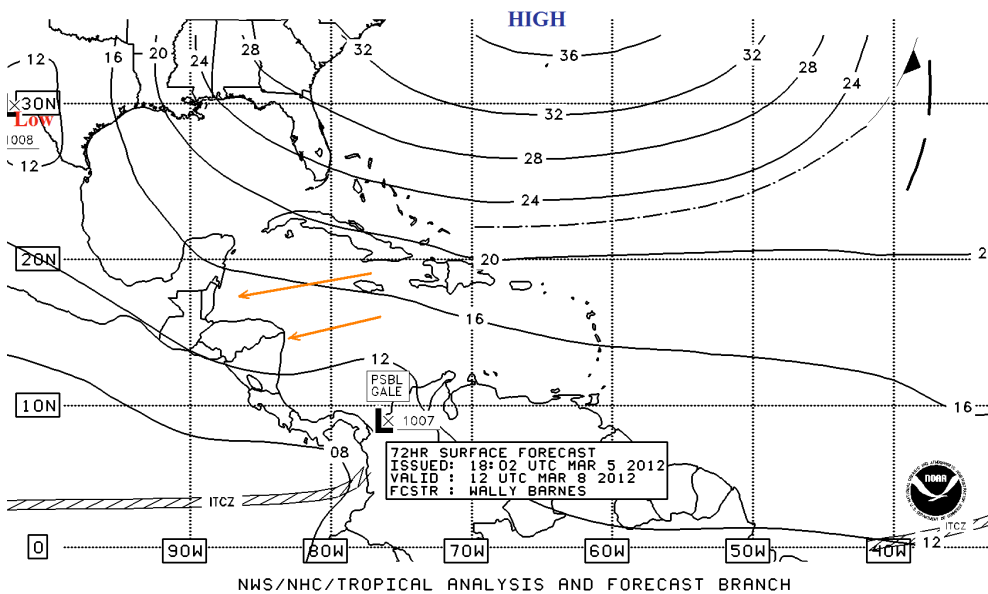 HIGH
36
32
32
28
20
24
16
12
28
24
30N
Low
1008
12
32
28
24
20N
20
2
16
12
PSBL
GALE
10N
1007
16
08
72HR SURFACE FORECAST
ISSUED: 18:02 UTC MAR 5 2012
VALID : 12 UTC MAR 8 2012
FCSTR : WALLY BARNES
NOAA
ITCZ
ITCZ
12
0
90W
80W
70W
60W
50W
40W
NWS/NHC/TROPICAL ANALYSIS AND FORECAST BRANCH